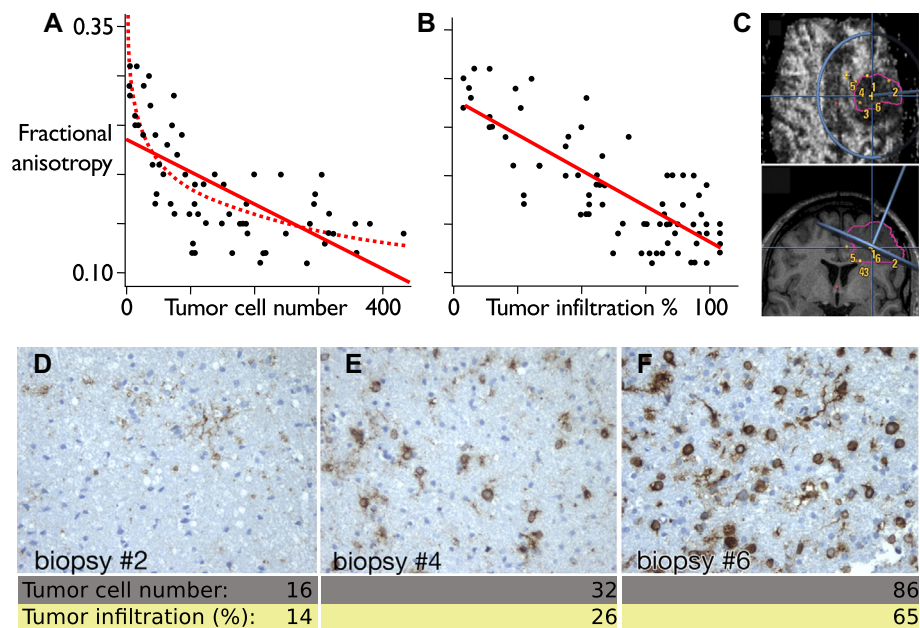 A
B
C
0.35
Fractional
anisotropy
0.10
0 Tumor cell number 400
0 Tumor infiltration % 100
5 4 1 2
3 6
5 1 6 2
43
D
E
F
biopsy #2
biopsy #4
biopsy #6
Tumor cell number: 16 32 86
Tumor infiltration (%): 14 26 65